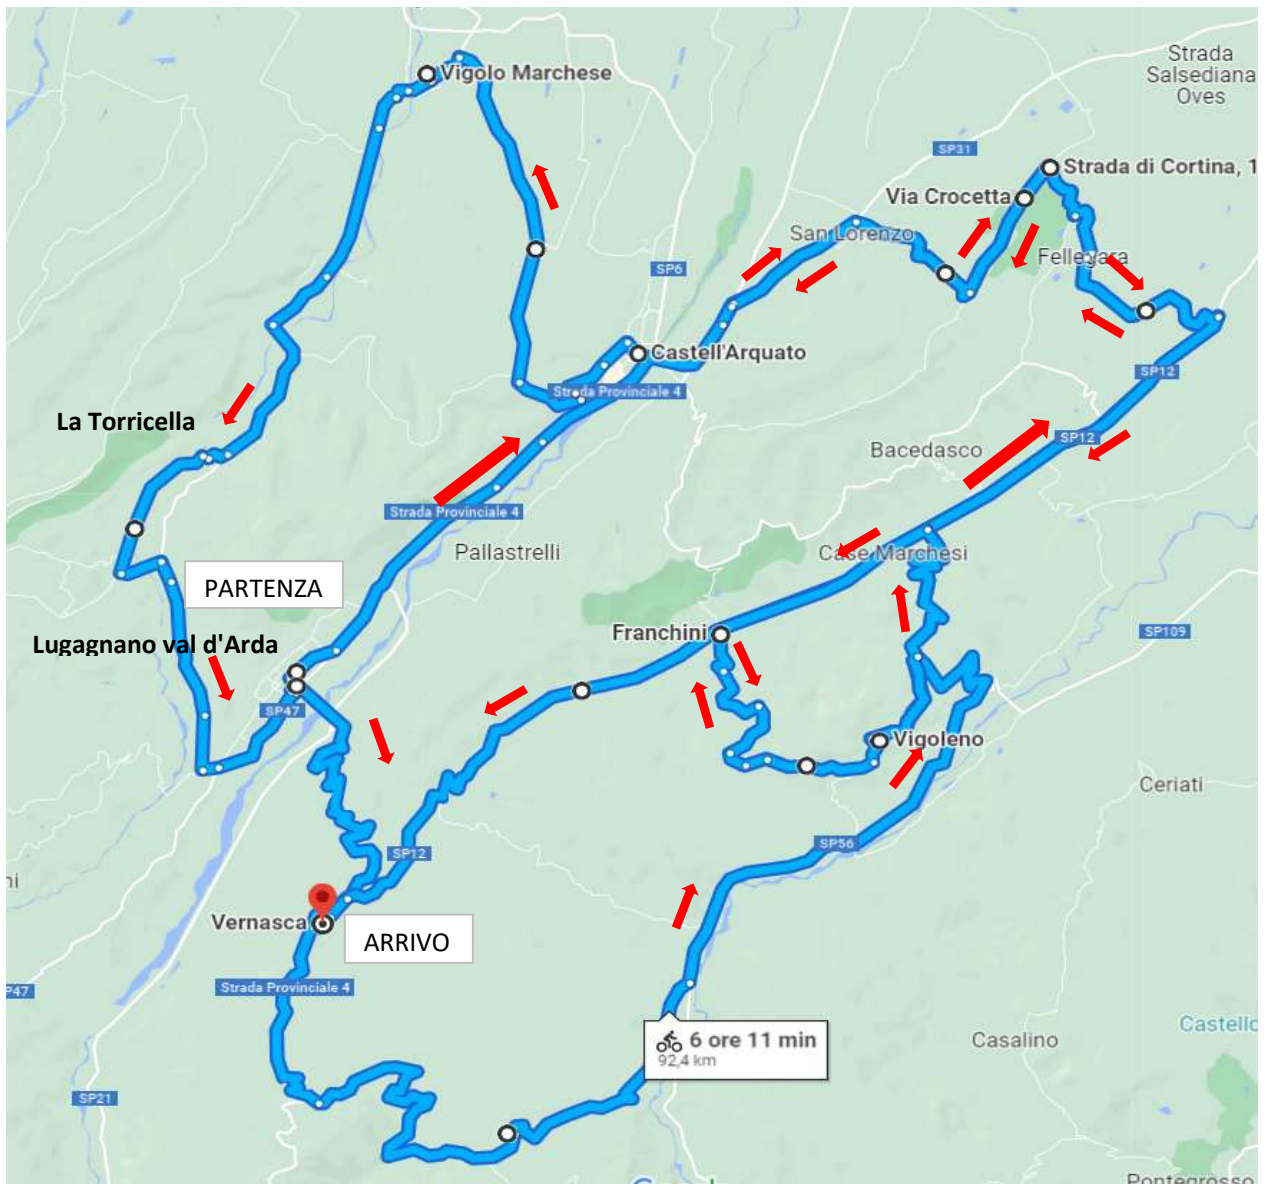 Vigolo Marchese
Strada
Salsediana
Oves
SP31
Strada di Cortina, 1
Via Crocetta
San Lorenzo
Fellegara
SP6
Castell'Arquato
Strada Provinciale 4
SP12
La Torricella
SP12
Bacedasco
Strada Provinciale 4
Pallastrelli
Case Marchesi
PARTENZA
Franchini
SP109
Lugagnano val d'Arda
SP47
Vigoleno
Ceriati
SP56
SP12
ni
Vernasca
ARRIVO
Strada Provinciale 4
P47
Castello
6 ore 11 min
92,4 km
Casalino
SP21
Pontegrosso